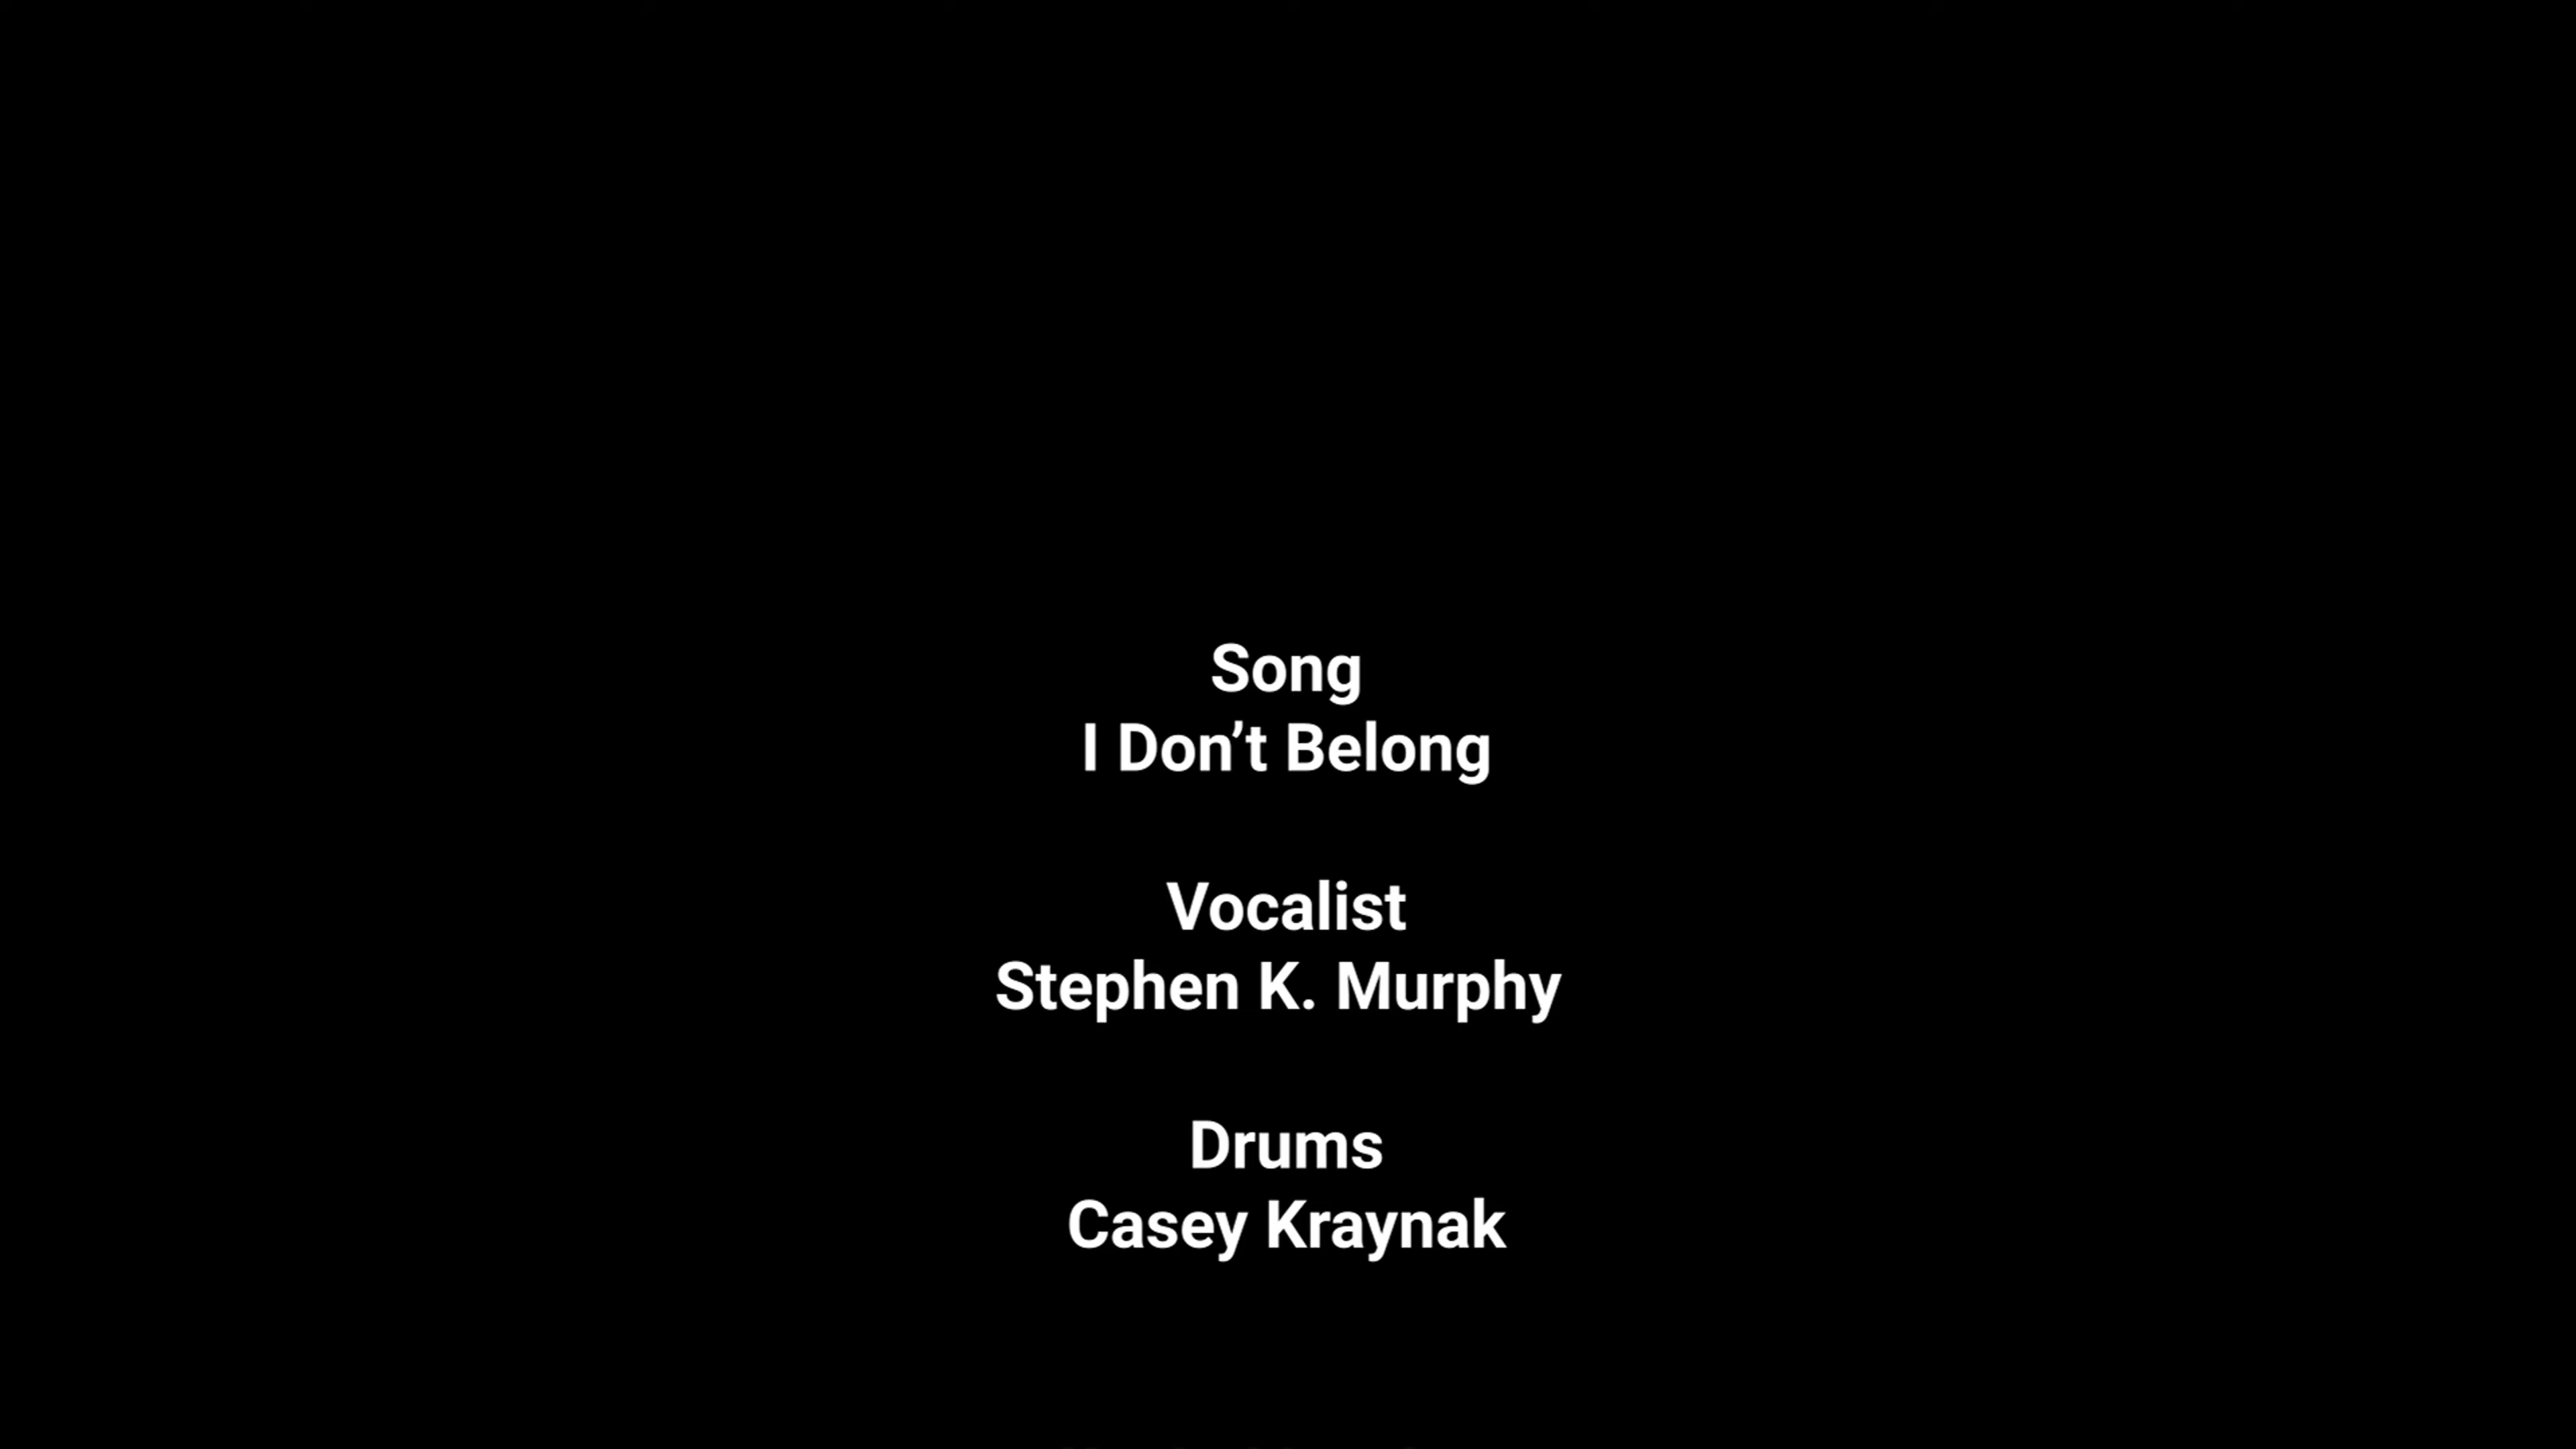 Song
I Don’t Belong
Vocalist
Stephen K. Murphy
Drums
Casey Kraynak